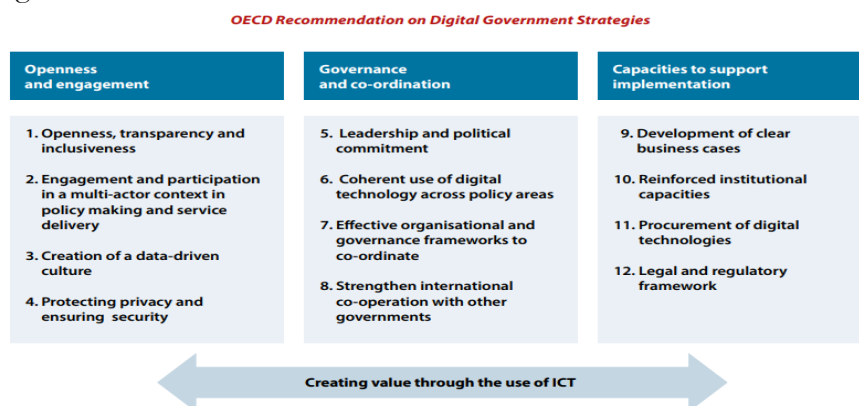 OECD Recommendation on Digital Government Strategies
Openness
and engagement
1. Openness, transparency and
inclusiveness
2. Engagement and participation
in a multi-actor context in
policy making and service
delivery
3. Creation of a data-driven
culture
4. Protecting privacy and
ensuring security
Governance
and co-ordination
5. Leadership and political
commitment
6. Coherent use of digital
technology across policy areas
7. Effective organisational and
governance frameworks to
co-ordinate
8. Strengthen international
co-operation with other
governments
Capacities to support
implementation
9. Development of clear
business cases
10. Reinforced institutional
capacities
11. Procurement of digital
technologies
12. Legal and regulatory
framework
Creating value through the use of ICT